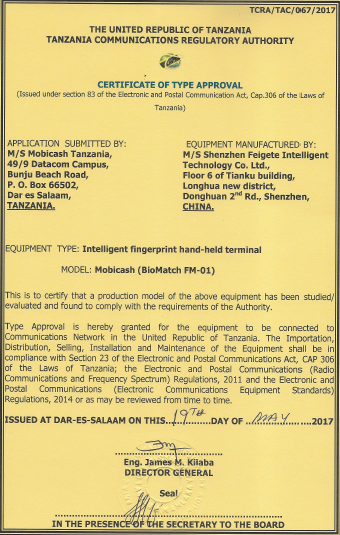 TCRA/TAC/067/2017
THE UNITED REPUBLIC OF TANZANIA
TANZANIA COMMUNICATIONS REGULATORY AUTHORITY
CERTIFICATE OF TYPE APPROVAL
(Issued under section 83 of the Electronic and Postal Communication Act, Cap.306 of the Laws of
Tanzania)
APPLICATION SUBMITTED BY:
M/S Mobicash Tanzania,
49/9 Datacom Campus,
Bunju Beach Road,
P. O. Box 66502,
Dar es Salaam,
TANZANIA.
EQUIPMENT MANUFACTURED BY:
M/S Shenzhen Feigete Intelligent
Technology Co. Ltd.,
Floor 6 of Tianku building,
Longhua new district,
Donghuan 2nd Rd., Shenzhen,
CHINA.
EQUIPMENT TYPE: Intelligent fingerprint hand-held terminal
MODEL: Mobicash (BioMatch FM-01)
This is to certify that a production model of the above equipment has been studied/
evaluated and found to comply with the requirements of the Authority.
Type Approval is hereby granted for the equipment to be connected to
Communications Network in the United Republic of Tanzania. The Importation,
Distribution, Selling, Installation and Maintenance of the Equipment shall be in
compliance with Section 23 of the Electronic and Postal Communications Act, CAP 306
of the Laws of Tanzania; the Electronic and Postal Communications (Radio
Communications and Frequency Spectrum) Regulations, 2011 and the Electronic and
Postal Communications (Electronic Communications Equipment Standards)
Regulations, 2014 or as may be reviewed from time to time.
ISSUED AT DAR-ES-SALAAM ON THIS 19TH DAY OF MAY 2017
Eng. James M. Kilaba
DIRECTOR GENERAL
Seal
IN THE PRESENCE OF THE SECRETARY TO THE BOARD